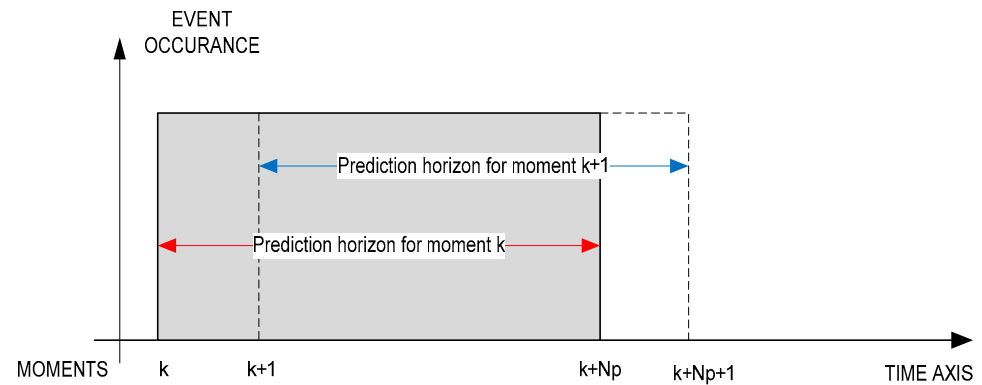 EVENT
OCCURANCE
Prediction horizon for moment k+1
Prediction horizon for moment k
MOMENTS k k+1 k+Np k+Np+1 TIME AXIS